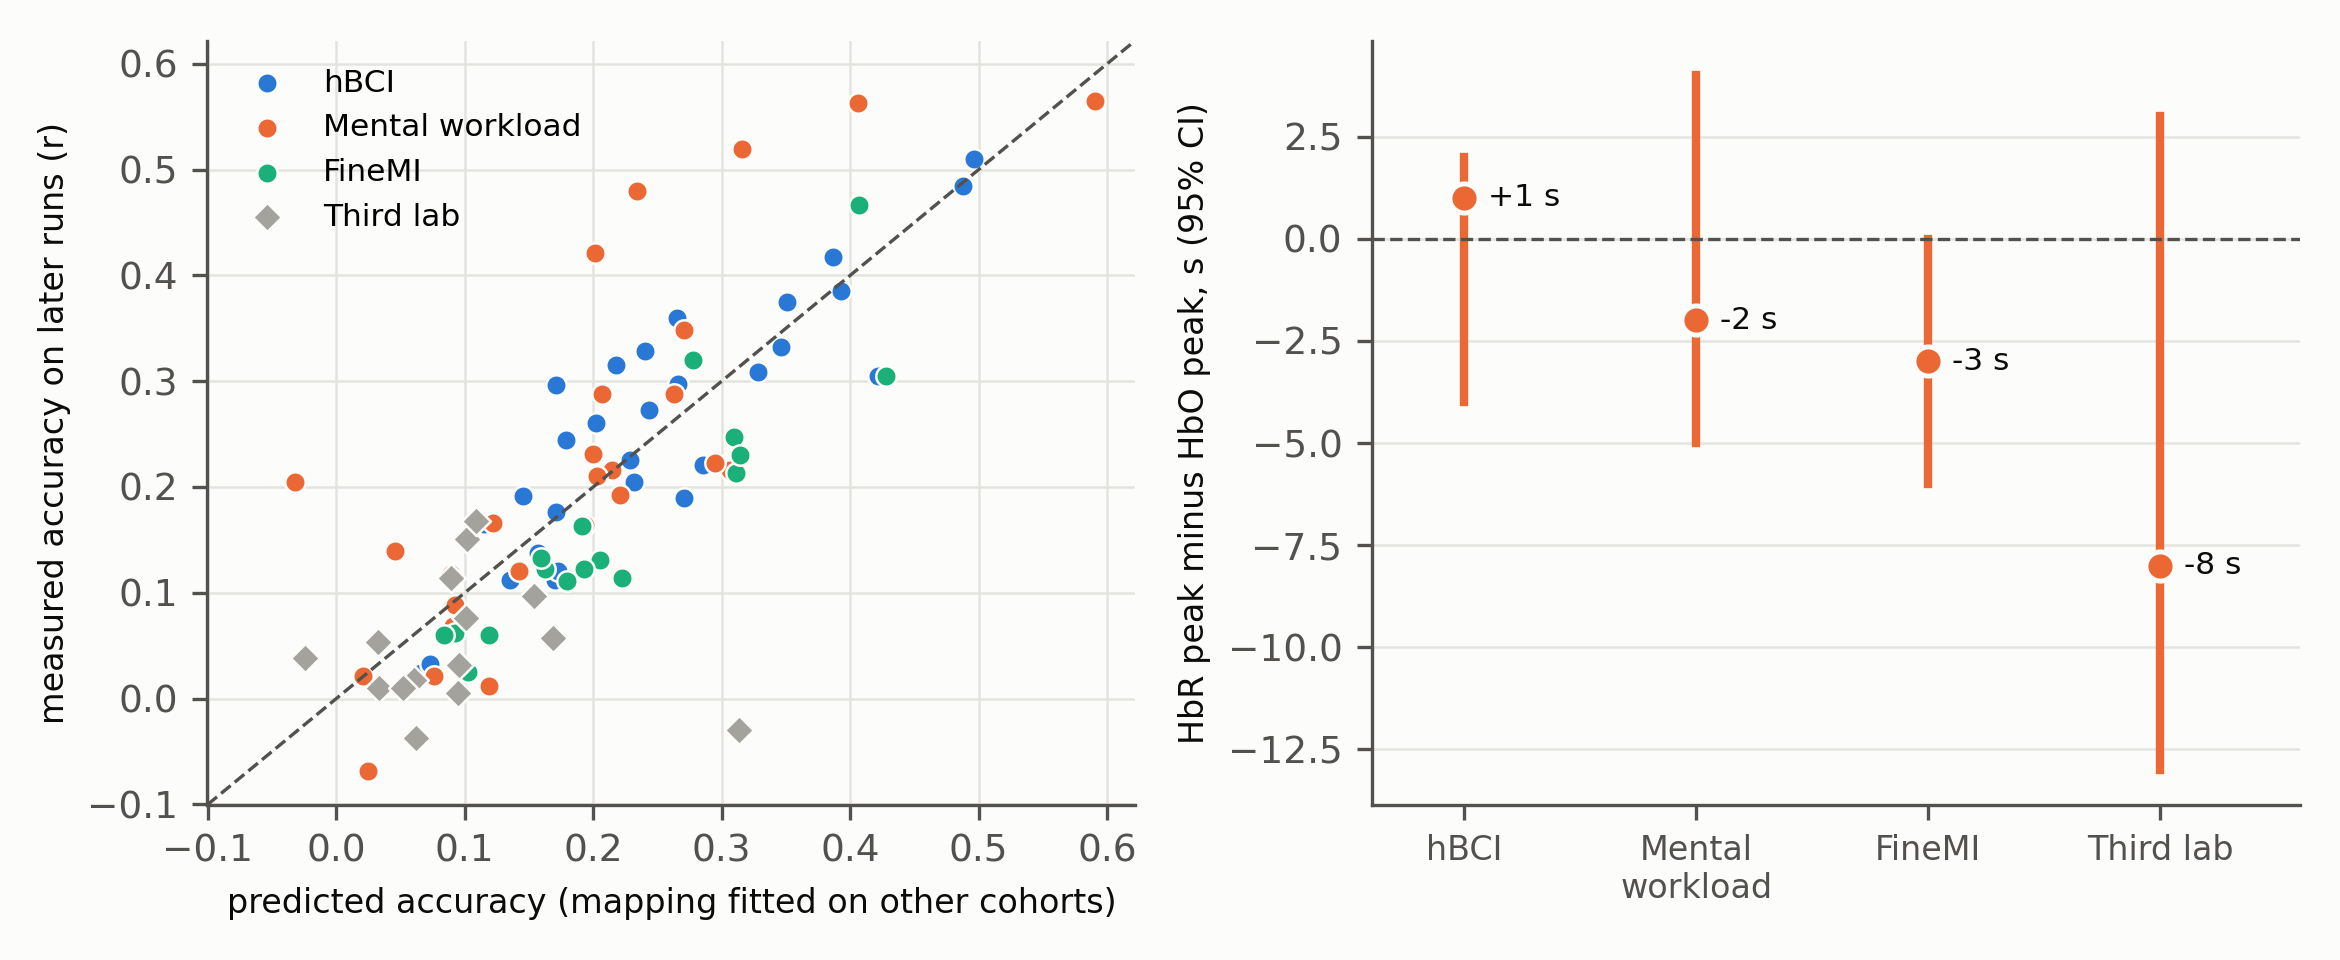 measured accuracy on later runs (r)
0.6
0.5
0.4
0.3
0.2
0.1
0.0
−0.1
hBCI
Mental workload
FineMI
Third lab
−0.1
0.0
0.1
0.2
0.3
0.4
0.5
0.6
predicted accuracy (mapping fitted on other cohorts)
HbR peak minus HbO peak, s (95% CI)
2.5
0.0
−2.5
−5.0
−7.5
−10.0
−12.5
+1 s
-2 s
-3 s
-8 s
hBCI
Mental
workload
FineMI
Third lab